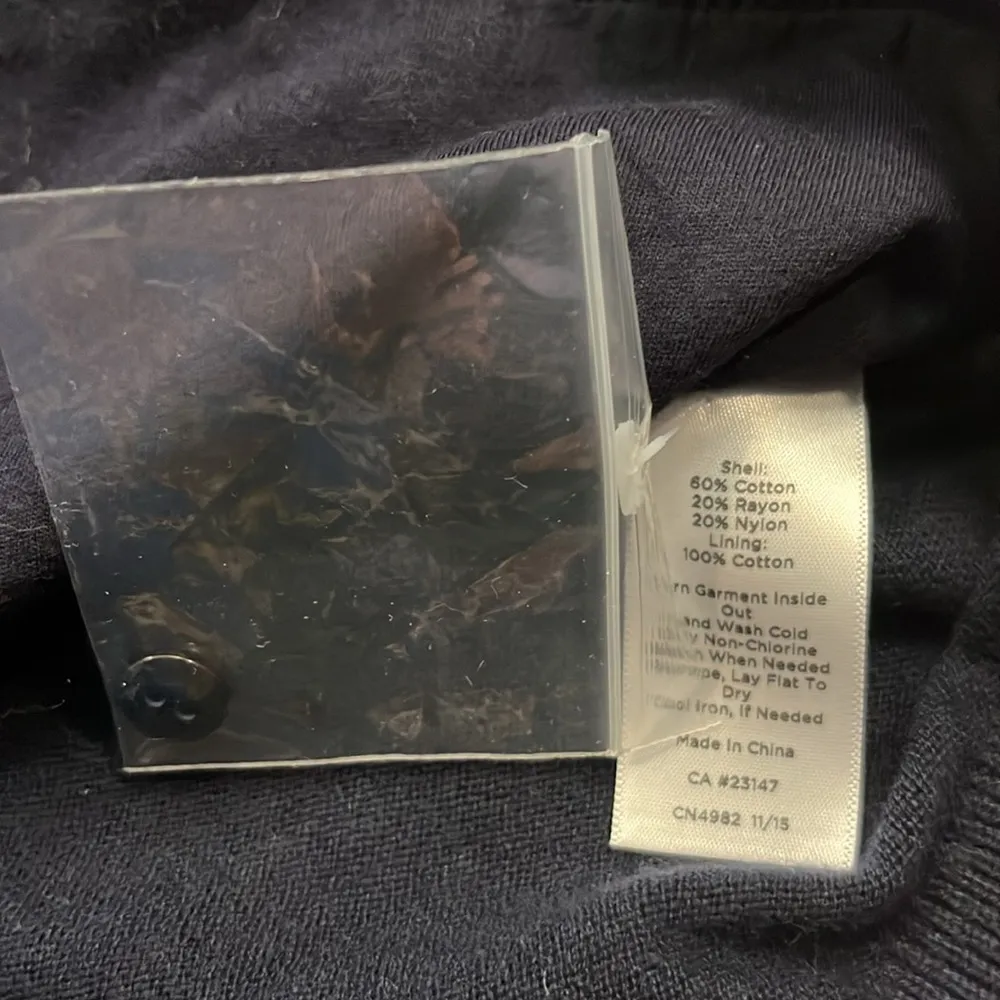 Shell:
60% Cotton
20% Rayon
20% Nylon
Lining:
100% Cotton
Garment Inside
Out
Wash Cold
Non-Chlorine
When Needed
Lay Flat To
Dry
Iron, If Needed
Made In China
CA #23147
CN4982 11/15